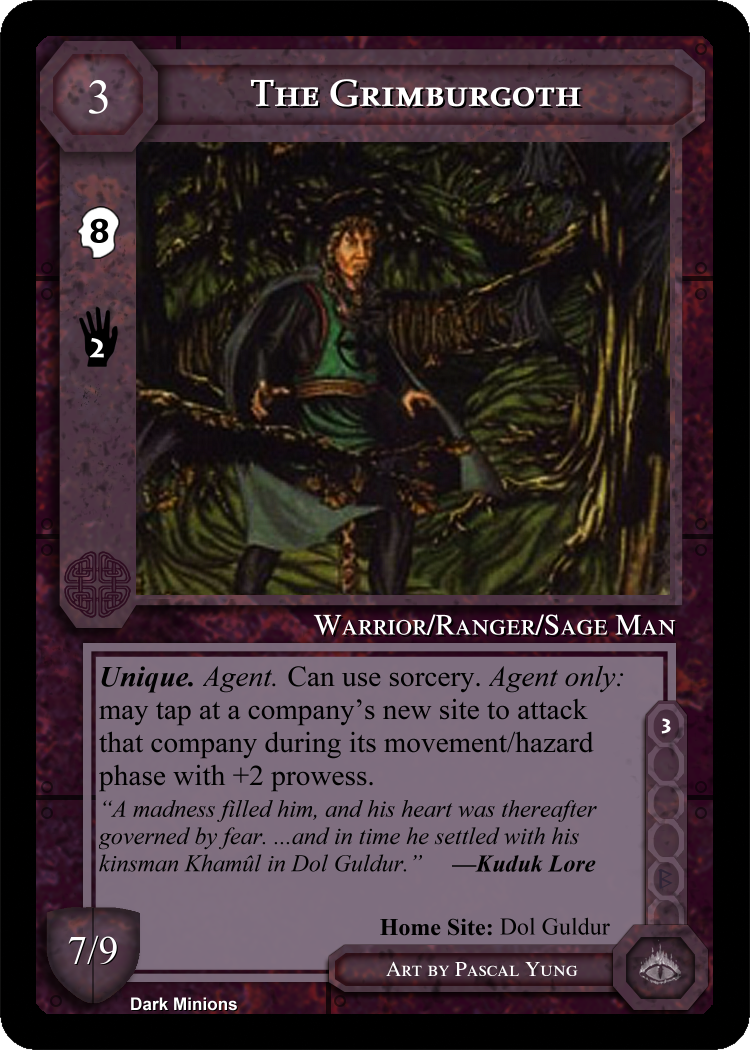 3
The Grimburgoth
8
2
Warrior/Ranger/Sage Man
Unique. Agent. Can use sorcery. Agent only:
may tap at a company's new site to attack
that company during its movement/hazard
phase with +2 prowess.
3
“A madness filled him, and his heart was thereafter
governed by fear. ...and in time he settled with his
kinsman Khamûl in Dol Guldur.” —Kuduk Lore
Home Site: Dol Guldur
7/9
Art by Pascal Yung
Dark Minions